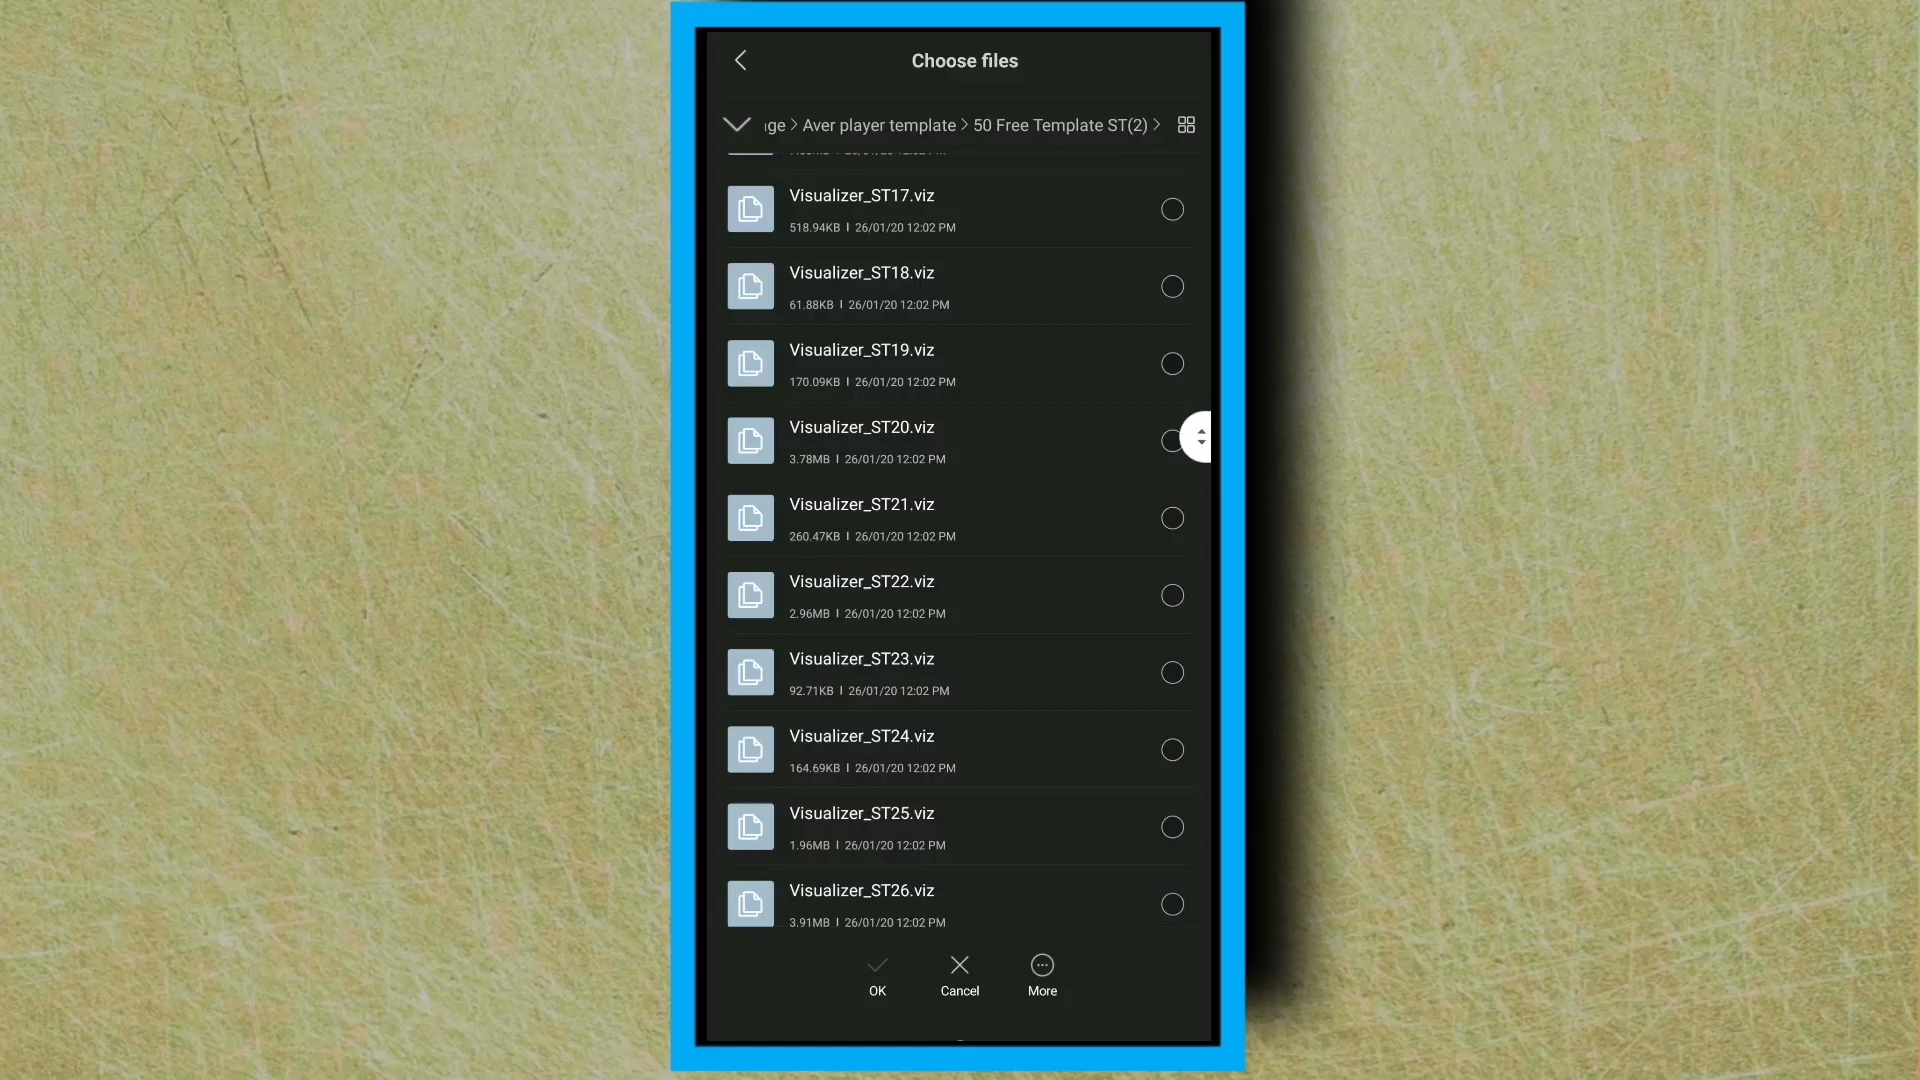 Choose files
ıge > Aver player template > 50 Free Template ST(2) >
Visualizer_ST17.viz
518.94KB | 26/01/20 12:02 PM
Visualizer_ST18.viz
61.88KB | 26/01/20 12:02 PM
Visualizer_ST19.viz
170.09KB | 26/01/20 12:02 PM
Visualizer_ST20.viz
3.78MB | 26/01/20 12:02 PM
Visualizer_ST21.viz
260.47KB | 26/01/20 12:02 PM
Visualizer_ST22.viz
2.96MB | 26/01/20 12:02 PM
Visualizer_ST23.viz
92.71KB | 26/01/20 12:02 PM
Visualizer_ST24.viz
164.69KB | 26/01/20 12:02 PM
Visualizer_ST25.viz
1.96MB | 26/01/20 12:02 PM
Visualizer_ST26.viz
3.91MB | 26/01/20 12:02 PM
OK Cancel More